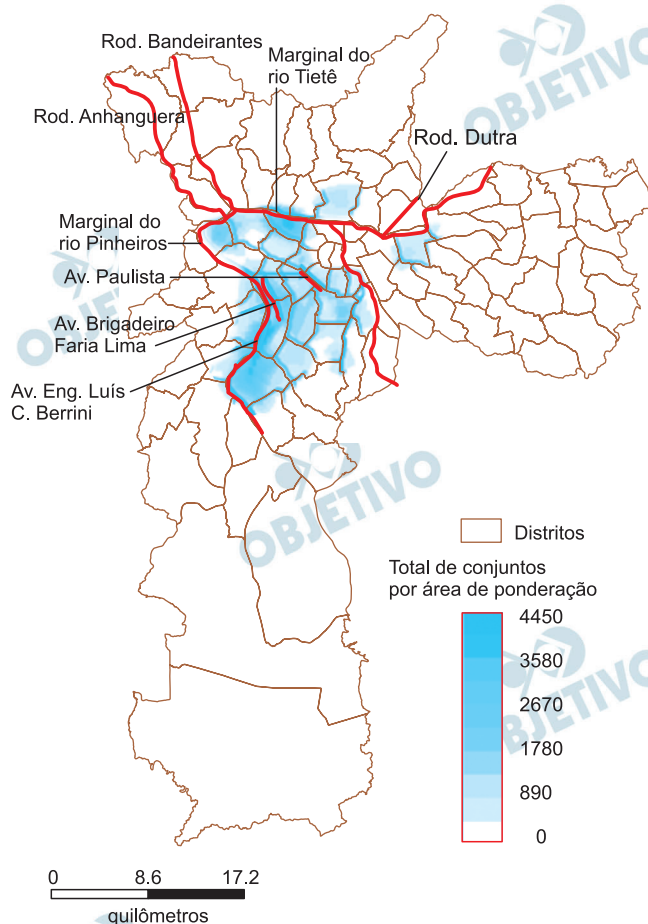 OBJETIVO
Rod. Bandeirantes
Marginal do
rio Tietê
Rod. Anhanguera
Rod. Dutra
Marginal do
rio Pinheiros
Av. Paulista
OBJETIVO
Av. Brigadeiro
Faria Lima
Av. Eng. Luís
C. Berrini
OBJETIVO
Distritos
Total de conjuntos
por área de ponderação
4450
3580
2670
1780
890
0
OBJETIVO
0 8.6 17.2
quilômetros